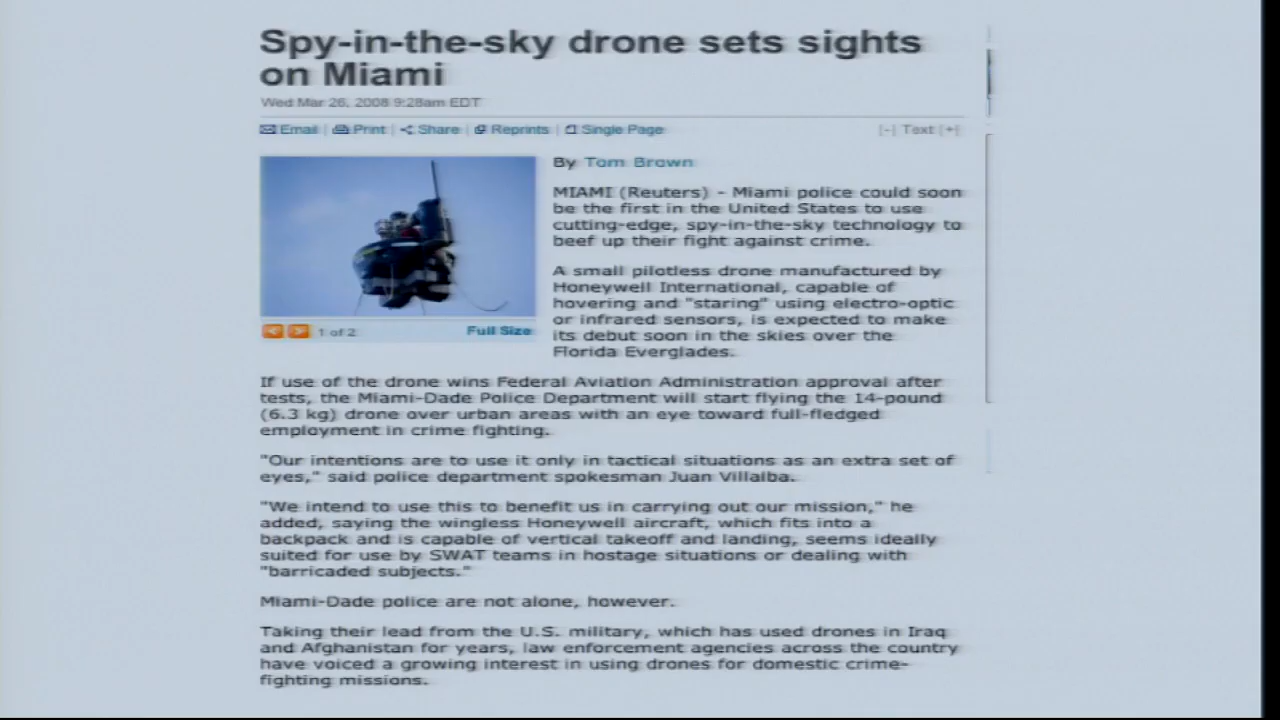 Spy-in-the-sky drone sets sights
on Miami
Wed Mar 26, 2008 9:28am EDT
Email | Print | Share | Reprints | Single Page
[-] Text [+]
By Tom Brown
MIAMI (Reuters) - Miami police could soon
be the first in the United States to use
cutting-edge, spy-in-the-sky technology to
beef up their fight against crime.
A small pilotless drone manufactured by
Honeywell International, capable of
hovering and "staring" using electro-optic
or infrared sensors, is expected to make
its debut soon in the skies over the
Florida Everglades.
1 of 2
Full Size
If use of the drone wins Federal Aviation Administration approval after
tests, the Miami-Dade Police Department will start flying the 14-pound
(6.3 kg) drone over urban areas with an eye toward full-fledged
employment in crime fighting.
"Our intentions are to use it only in tactical situations as an extra set of
eyes," said police department spokesman Juan Villalba.
"We intend to use this to benefit us in carrying out our mission," he
added, saying the wingless Honeywell aircraft, which fits into a
backpack and is capable of vertical takeoff and landing, seems ideally
suited for use by SWAT teams in hostage situations or dealing with
"barricaded subjects."
Miami-Dade police are not alone, however.
Taking their lead from the U.S. military, which has used drones in Iraq
and Afghanistan for years, law enforcement agencies across the country
have voiced a growing interest in using drones for domestic crime-
fighting missions.